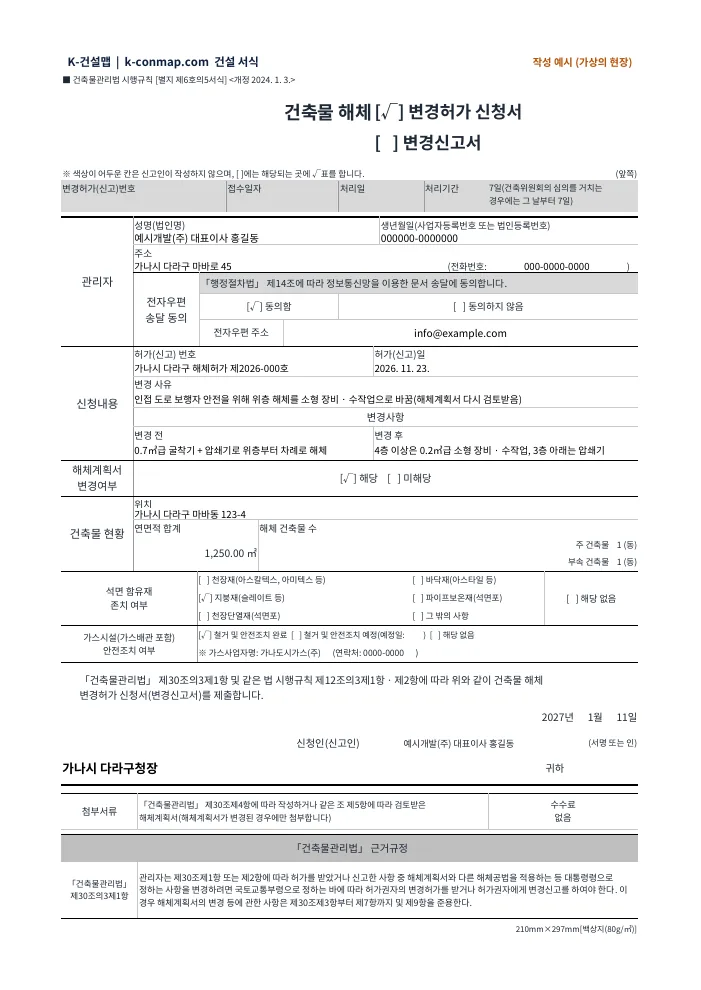 K-건설맵 | k-conmap.com 건설 서식
작성 예시 (가상의 현장)
■ 건축물관리법 시행규칙 [별지 제6호의5서식] <개정 2024. 1. 3.>
건축물 해체 [√] 변경허가 신청서
[ ] 변경신고서
※ 색상이 어두운 칸은 신고인이 작성하지 않으며, [ ]에는 해당되는 곳에 √표를 합니다.
(앞쪽)
변경허가(신고)번호
접수일자
처리일
처리기간
7일(건축위원회의 심의를 거치는
경우에는 그 날부터 7일)
관리자
성명(법인명)
예시개발(주) 대표이사 홍길동
생년월일(사업자등록번호 또는 법인등록번호)
000000-0000000
주소
가나시 다라구 마바로 45
(전화번호: 000-0000-0000 )
전자우편
송달 동의
「행정절차법」 제14조에 따라 정보통신망을 이용한 문서 송달에 동의합니다.
[√] 동의함
[ ] 동의하지 않음
전자우편 주소
info@example.com
신청내용
허가(신고) 번호
가나시 다라구 해체허가 제2026-000호
허가(신고)일
2026. 11. 23.
변경 사유
인접 도로 보행자 안전을 위해 위층 해체를 소형 장비 · 수작업으로 바꿈(해체계획서 다시 검토받음)
변경사항
변경 전
0.7㎥급 굴착기 + 압쇄기로 위층부터 차례로 해체
변경 후
4층 이상은 0.2㎥급 소형 장비 · 수작업, 3층 아래는 압쇄기
해체계획서
변경여부
[√] 해당 [ ] 미해당
건축물 현황
위치
가나시 다라구 마바동 123-4
연면적 합계
1,250.00 ㎡
해체 건축물 수
주 건축물 1 (동)
부속 건축물 1 (동)
석면 함유재
존치 여부
[ ] 천장재(아스칼텍스, 아미텍스 등)
[ ] 바닥재(아스타일 등)
[√] 지붕재(슬레이트 등)
[ ] 파이프보온재(석면포)
[ ] 천장단열재(석면포)
[ ] 그 밖의 사항
[ ] 해당 없음
가스시설(가스배관 포함)
안전조치 여부
[√] 철거 및 안전조치 완료 [ ] 철거 및 안전조치 예정(예정일: ) [ ] 해당 없음
※ 가스사업자명: 가나도시가스(주) (연락처: 0000-0000 )
「건축물관리법」 제30조의3제1항 및 같은 법 시행규칙 제12조의3제1항 · 제2항에 따라 위와 같이 건축물 해체
변경허가 신청서(변경신고서)를 제출합니다.
2027년 1월 11일
신청인(신고인) 예시개발(주) 대표이사 홍길동 (서명 또는 인)
가나시 다라구청장 귀하
첨부서류
「건축물관리법」 제30조제4항에 따라 작성하거나 같은 조 제5항에 따라 검토받은
해체계획서(해체계획서가 변경된 경우에만 첨부합니다)
수수료
없음
「건축물관리법」 근거규정
「건축물관리법」
제30조의3제1항
관리자는 제30조제1항 또는 제2항에 따라 허가를 받았거나 신고한 사항 중 해체계획서와 다른 해체공법을 적용하는 등 대통령령으로
정하는 사항을 변경하려면 국토교통부령으로 정하는 바에 따라 허가권자의 변경허가를 받거나 허가권자에게 변경신고를 하여야 한다. 이
경우 해체계획서의 변경 등에 관한 사항은 제30조제3항부터 제7항까지 및 제9항을 준용한다.
210mm×297mm[백상지(80g/㎡)]